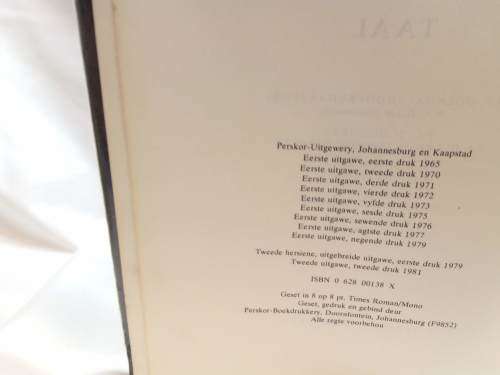 Perskor-Uitgewery, Johannesburg en Kaapstad
Eerste uitgawe, eerste druk 1965
Eerste uitgawe, tweede druk 1970
Eerste uitgawe, derde druk 1971
Eerste uitgawe, vierde druk 1972
Eerste uitgawe, vyfde druk 1973
Eerste uitgawe, sesde druk 1975
Eerste uitgawe, sewende druk 1976
Eerste uitgawe, agtste druk 1977
Eerste uitgawe, negende druk 1979
Tweede hersiene, uitgebreide uitgawe, eerste druk 1979
Tweede uitgawe, tweede druk 1981
ISBN 0 628 00138 X
Geset in 8 op 8 pt. Times Roman/Mono
Geset, gedruk en gebind deur
Perskor-Boekdrukkery, Doornfontein, Johannesburg (F9852)
Alle regte voorbehou